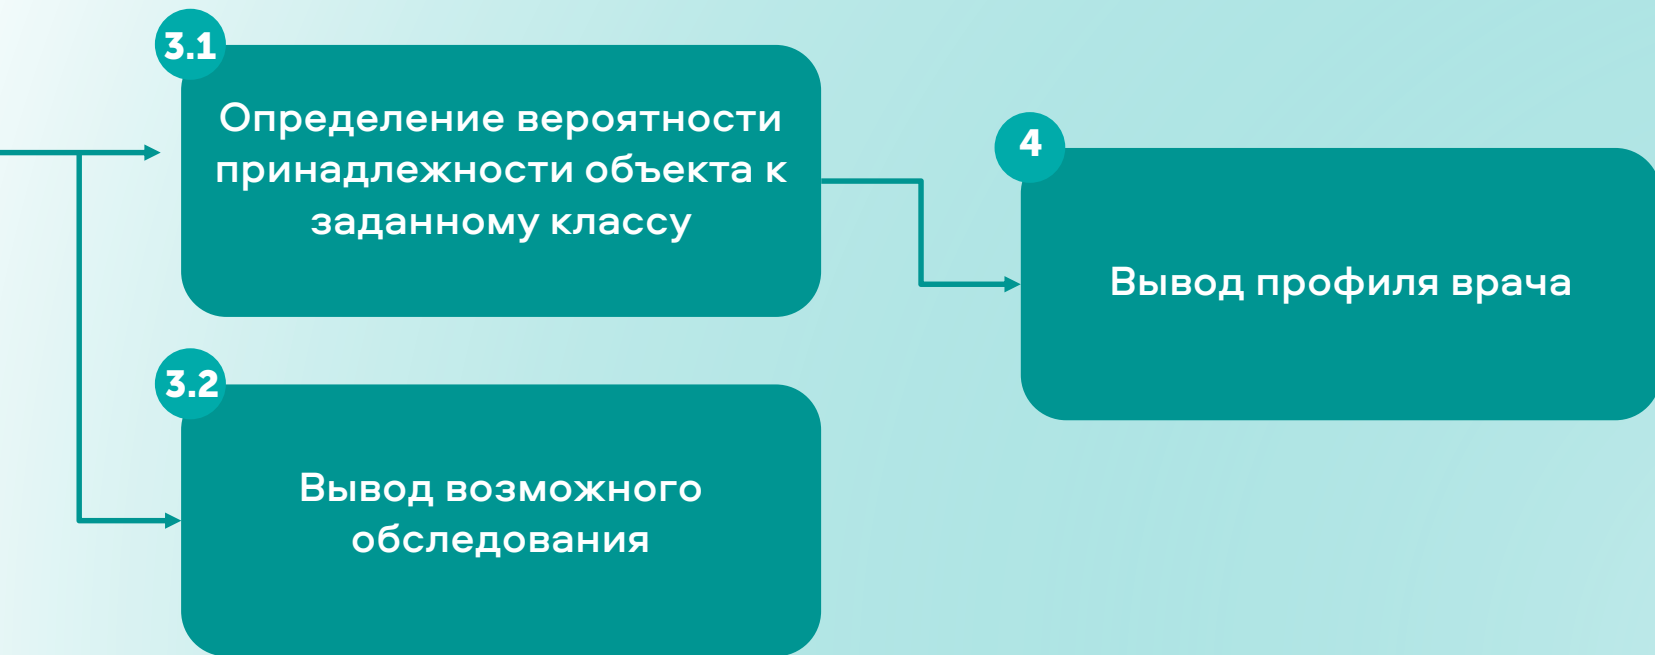 3.1
Определение вероятности
принадлежности объекта к
заданному классу
3.2
Вывод возможного
обследования
4
Вывод профиля врача